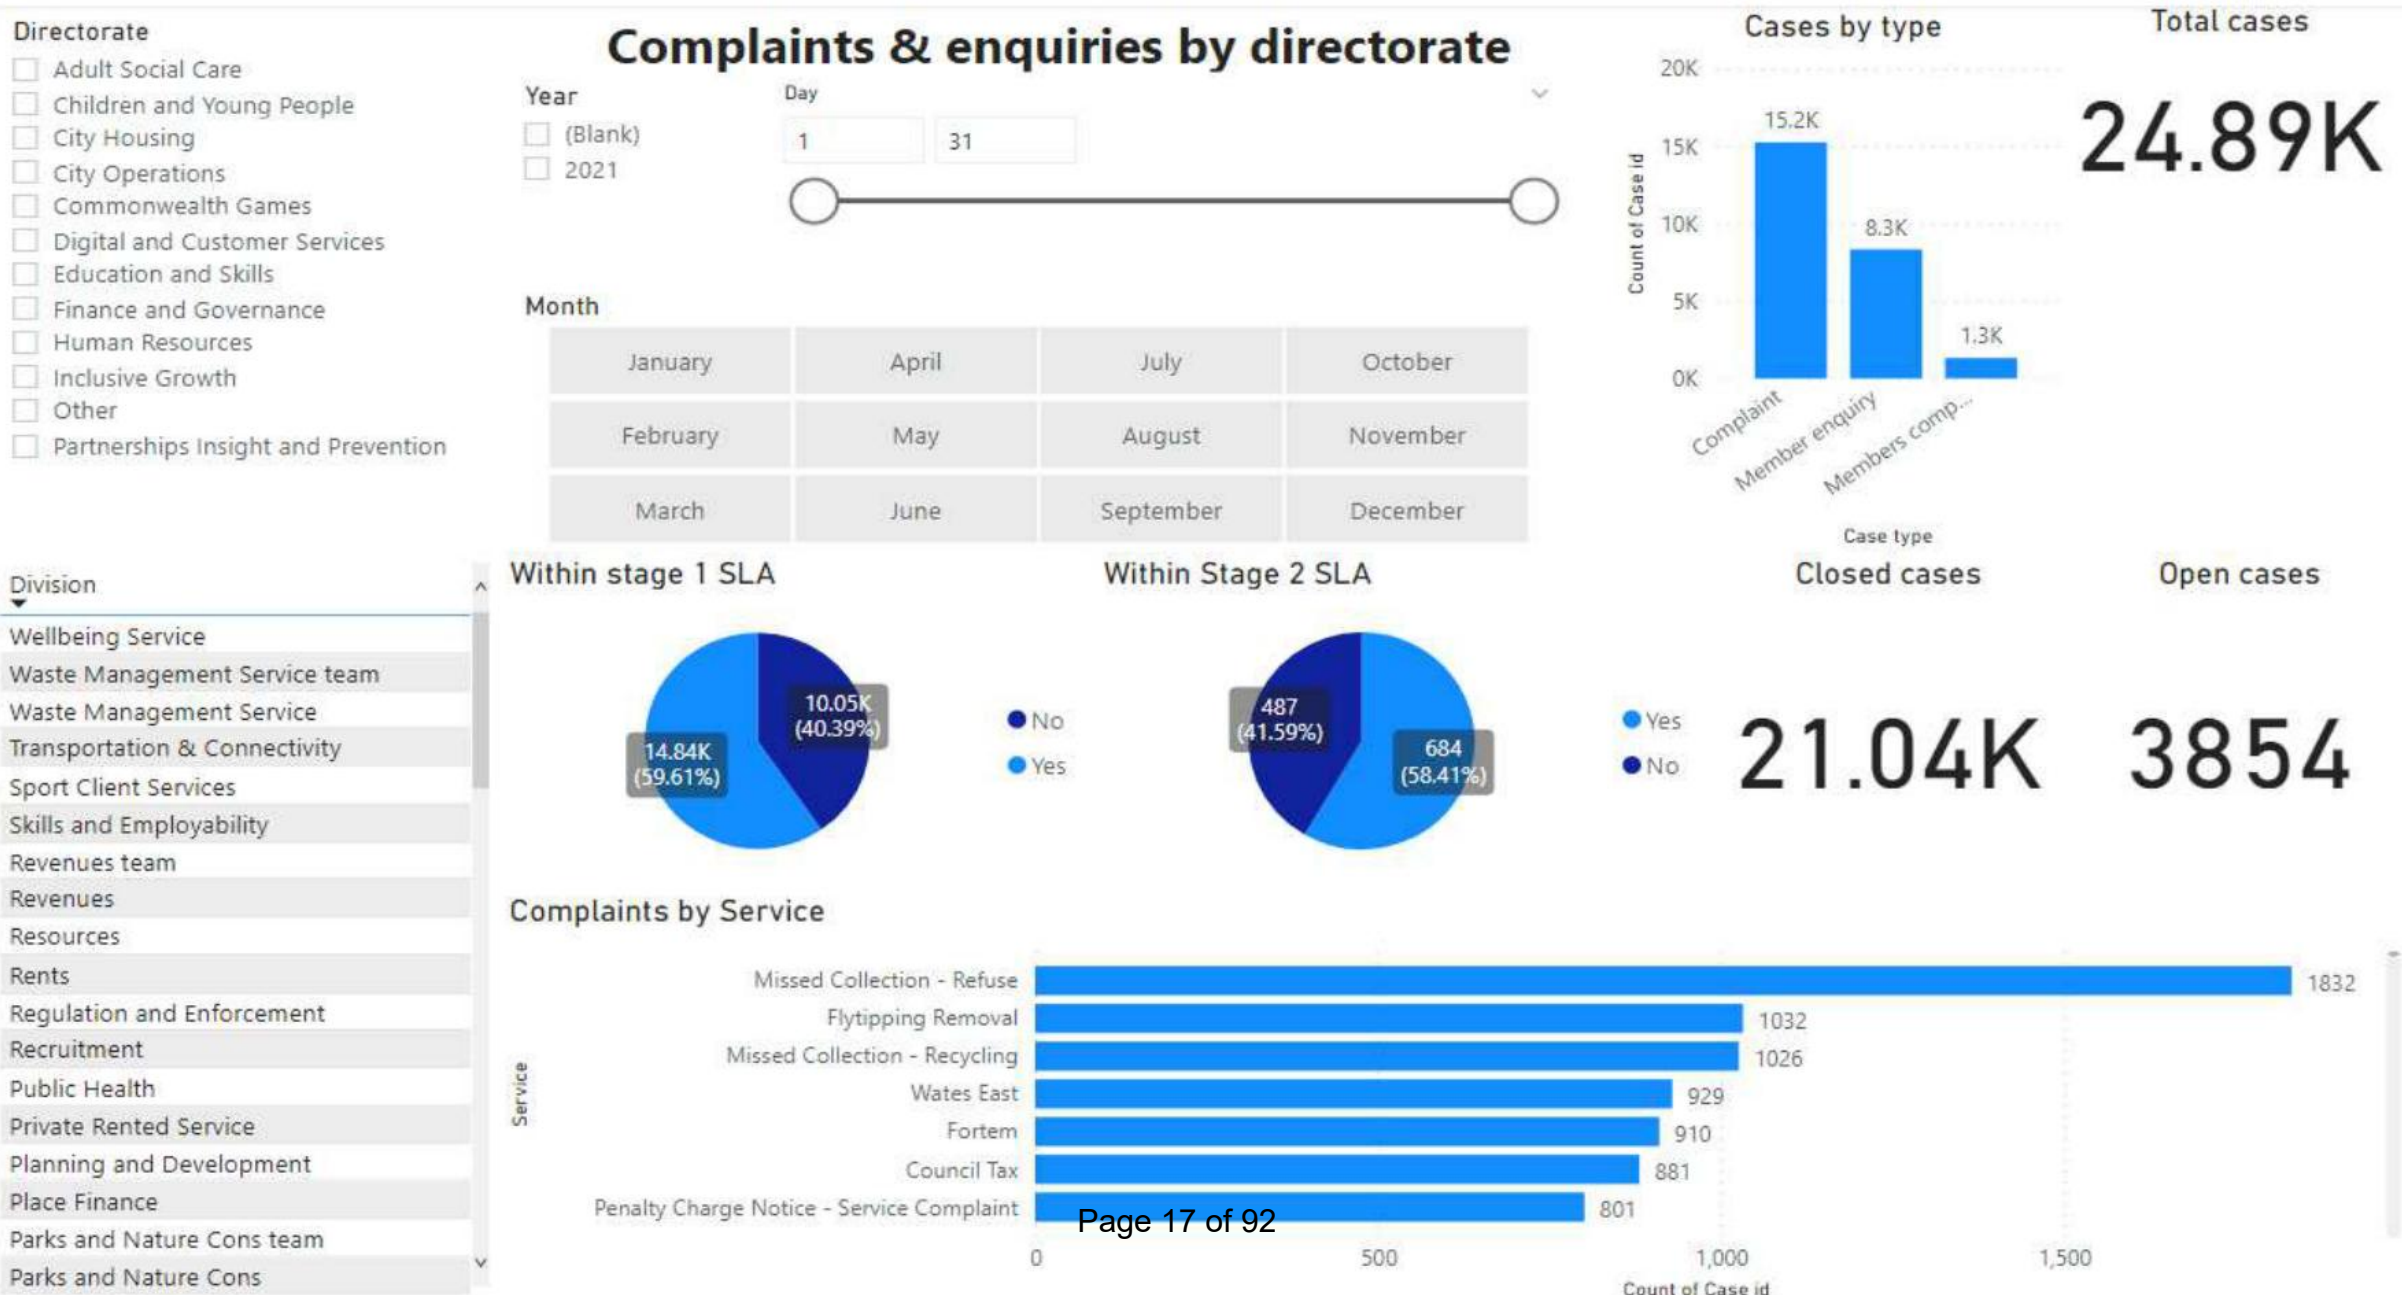 Complaints & enquiries by directorate
Directorate
Adult Social Care
Children and Young People
City Housing
City Operations
Commonwealth Games
Digital and Customer Services
Education and Skills
Finance and Governance
Human Resources
Inclusive Growth
Other
Partnerships Insight and Prevention
Year
(Blank)
2021
Day
1 31
Month
January April July October
February May August November
March June September December
Cases by type
20K
15K
10K
5K
0K
Count of Case id
15.2K
8.3K
1.3K
Complaint
Member enquiry
Members comp...
Case type
Total cases
24.89K
Division
Wellbeing Service
Waste Management Service team
Waste Management Service
Transportation & Connectivity
Sport Client Services
Skills and Employability
Revenues team
Revenues
Resources
Rents
Regulation and Enforcement
Recruitment
Public Health
Private Rented Service
Planning and Development
Place Finance
Parks and Nature Cons team
Parks and Nature Cons
Within stage 1 SLA
10.05K
(40.39%)
14.84K
(59.61%)
No
Yes
Within Stage 2 SLA
487
(41.59%)
684
(58.41%)
Yes
No
Closed cases
21.04K
Open cases
3854
Complaints by Service
Service
Missed Collection - Refuse 1832
Flytipping Removal 1032
Missed Collection - Recycling 1026
Wates East 929
Fortem 910
Council Tax 881
Penalty Charge Notice - Service Complaint 801
Page 17 of 92
0 500 1,000 1,500
Count of Case id